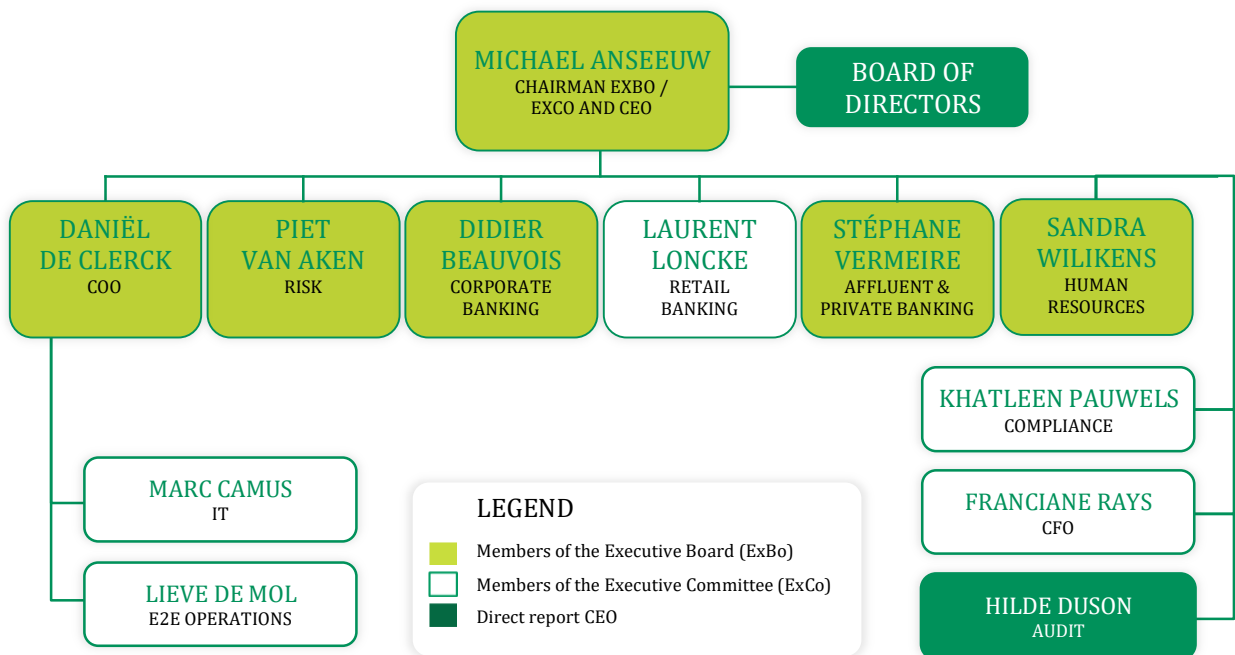 MICHAEL ANSEEUW
CHAIRMAN EXBO /
EXCO AND CEO
BOARD OF
DIRECTORS
DANIËL
DE CLERCK
COO
PIET
VAN AKEN
RISK
DIDIER
BEAUVOIS
CORPORATE
BANKING
LAURENT
LONCKE
RETAIL
BANKING
STÉPHANE
VERMEIRE
AFFLUENT &
PRIVATE BANKING
SANDRA
WILIKENS
HUMAN
RESOURCES
KHATLEEN PAUWELS
COMPLIANCE
MARC CAMUS
IT
FRANCIANE RAYS
CFO
LIEVE DE MOL
E2E OPERATIONS
HILDE DUSON
AUDIT
LEGEND
Members of the Executive Board (ExBo)
Members of the Executive Committee (ExCo)
Direct report CEO